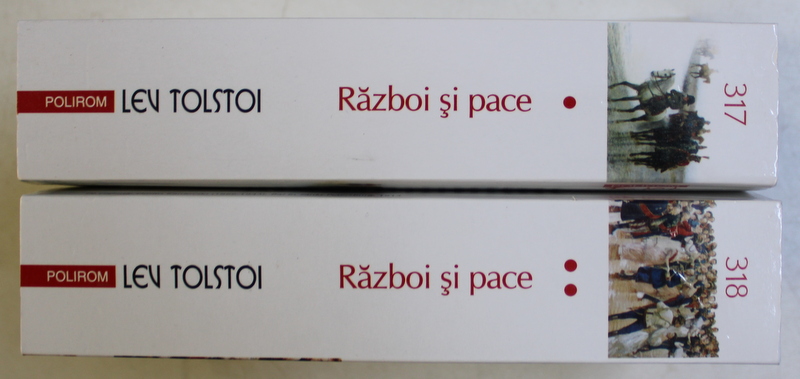 POLIROM LEV TOLSTOI Război şi pace • 317
POLIROM LEV TOLSTOI Război şi pace •• 318